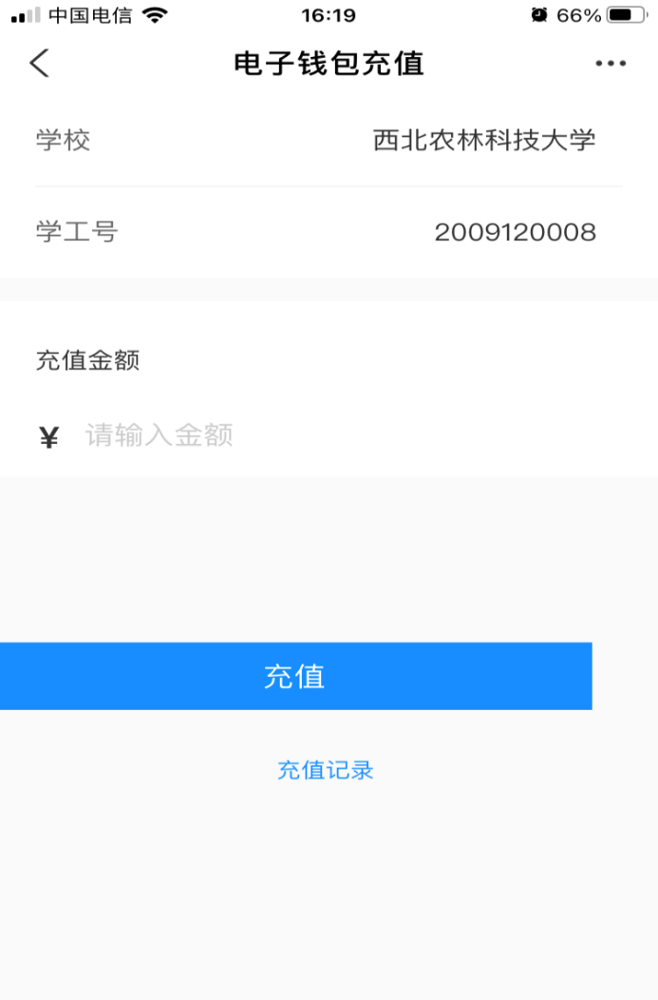 中国电信 16:19 66%
电子钱包充值
学校 西北农林科技大学
学工号 2009120008
充值金额
¥ 请输入金额
充值
充值记录